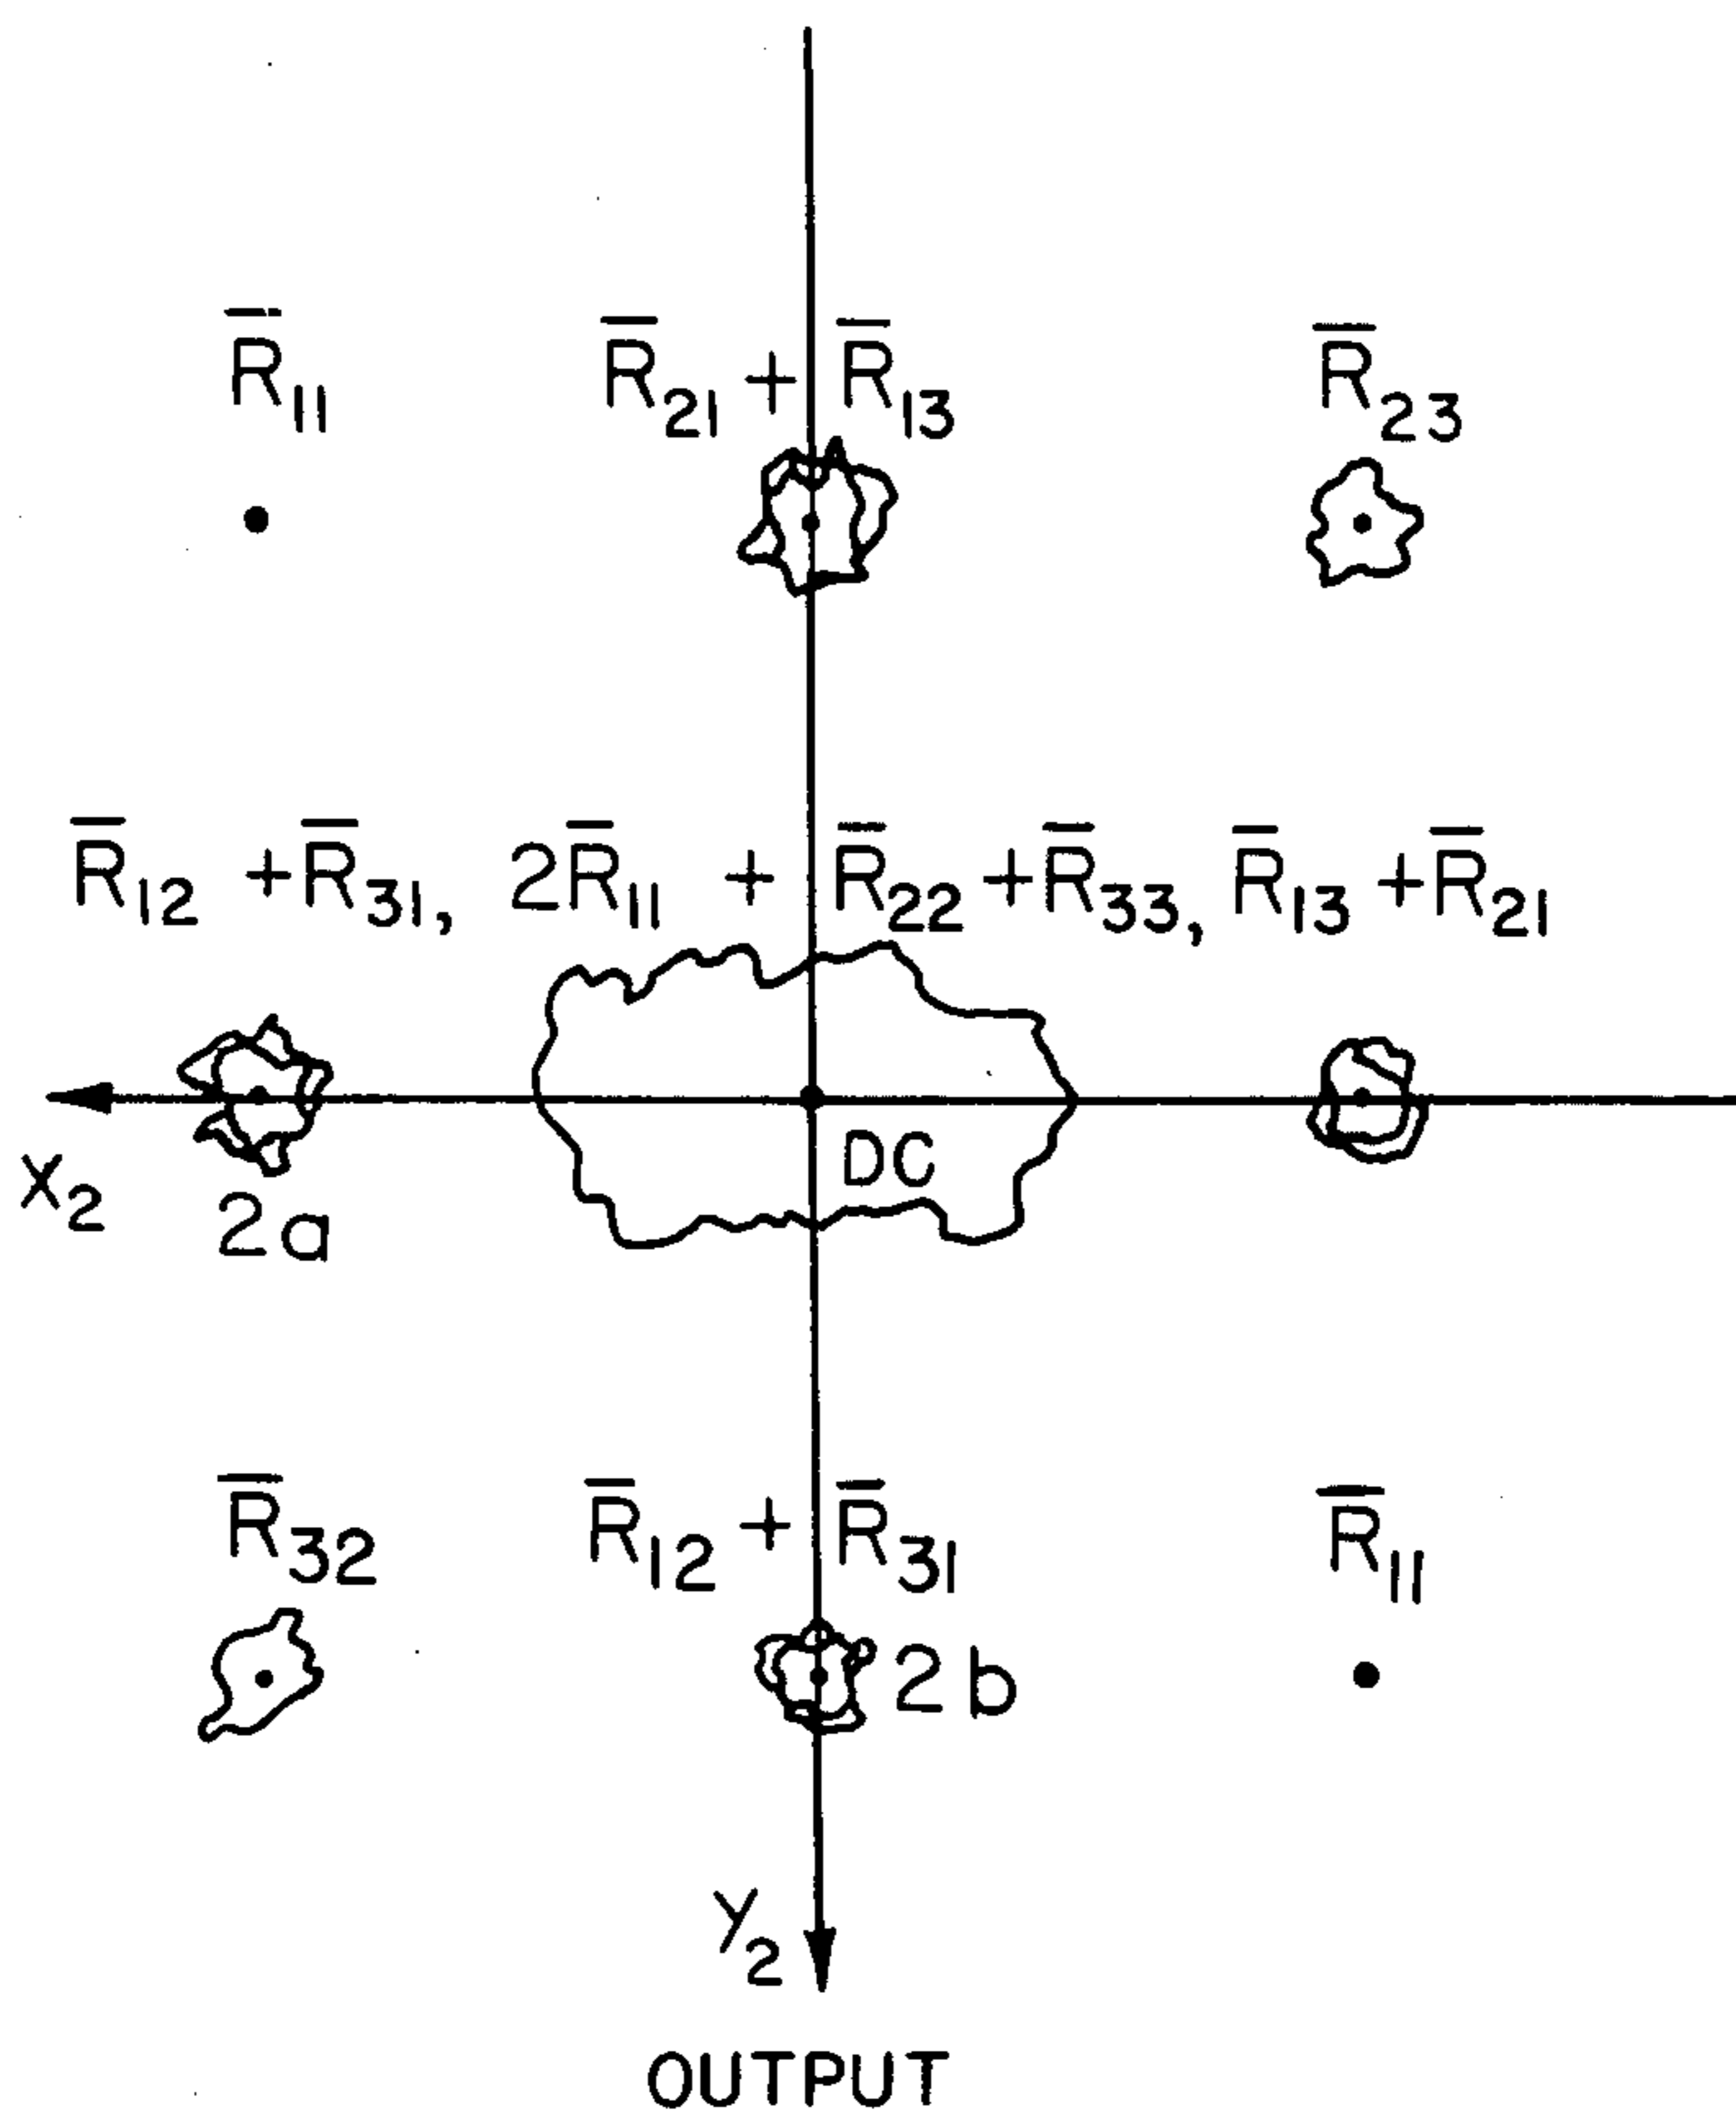 R̅₁₁ R̅₂₁ + R̅₁₃ R̅₂₃
R̅₁₂ + R̅₃₁, 2R̅₁₁ + R̅₂₂ + R̅₃₃, R̅₁₃ + R̅₂₁
DC
X₂
2a
R̅₃₂ R̅₁₂ + R̅₃₁ R̅₁₁
2b
Y₂
OUTPUT